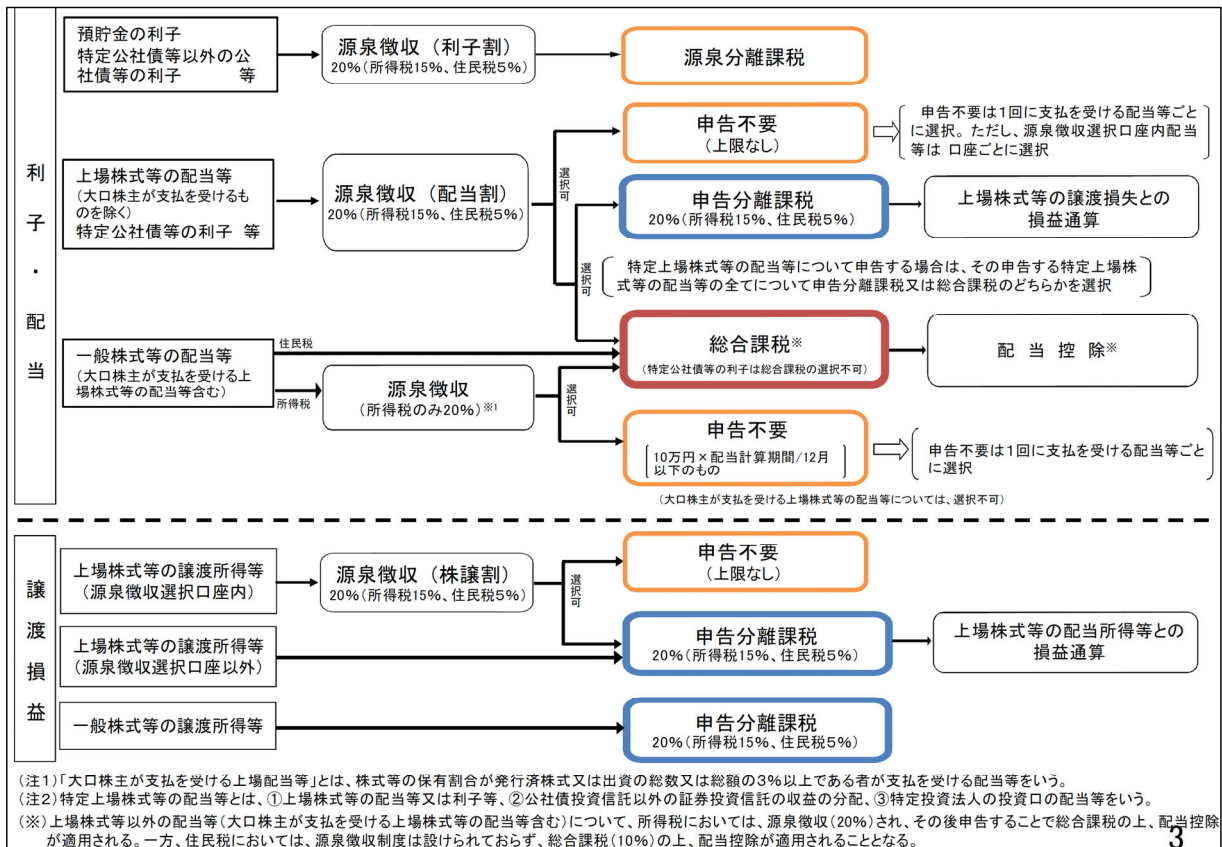 利子・配当
預貯金の利子
特定公社債等以外の公
社債等の利子　　　等
源泉徴収（利子割）
20%（所得税15%、住民税5%）
源泉分離課税
上場株式等の配当等
（大口株主が支払を受けるも
のを除く）
特定公社債等の利子 等
源泉徴収（配当割）
20%（所得税15%、住民税5%）
選択可
申告不要
（上限なし）
申告不要は1回に支払を受ける配当等ごと
に選択。ただし、源泉徴収選択口座内配当
等は 口座ごとに選択
選択可
申告分離課税
20%（所得税15%、住民税5%）
上場株式等の譲渡損失との
損益通算
特定上場株式等の配当等について申告する場合は、その申告する特定上場株
式等の配当等の全てについて申告分離課税又は総合課税のどちらかを選択
一般株式等の配当等
（大口株主が支払を受ける上
場株式等の配当等含む）
住民税
所得税
源泉徴収
（所得税のみ20%）※1
選択可
総合課税※
（特定公社債等の利子は総合課税の選択不可）
配 当 控 除※
申告不要
10万円×配当計算期間/12月
以下のもの
申告不要は1回に支払を受ける配当等ごと
に選択
（大口株主が支払を受ける上場株式等の配当等については、選択不可）
譲渡損益
上場株式等の譲渡所得等
（源泉徴収選択口座内）
源泉徴収（株譲割）
20%（所得税15%、住民税5%）
選択可
申告不要
（上限なし）
上場株式等の譲渡所得等
（源泉徴収選択口座以外）
申告分離課税
20%（所得税15%、住民税5%）
上場株式等の配当所得等との
損益通算
一般株式等の譲渡所得等
申告分離課税
20%（所得税15%、住民税5%）
（注1）「大口株主が支払を受ける上場配当等」とは、株式等の保有割合が発行済株式又は出資の総数又は総額の3%以上である者が支払を受ける配当等をいう。
（注2）特定上場株式等の配当等とは、①上場株式等の配当等又は利子等、②公社債投資信託以外の証券投資信託の収益の分配、③特定投資法人の投資口の配当等をいう。
（※）上場株式等以外の配当等（大口株主が支払を受ける上場株式等の配当等含む）について、所得税においては、源泉徴収（20%）され、その後申告することで総合課税の上、配当控除
が適用される。一方、住民税においては、源泉徴収制度は設けられておらず、総合課税（10%）の上、配当控除が適用されることとなる。
3